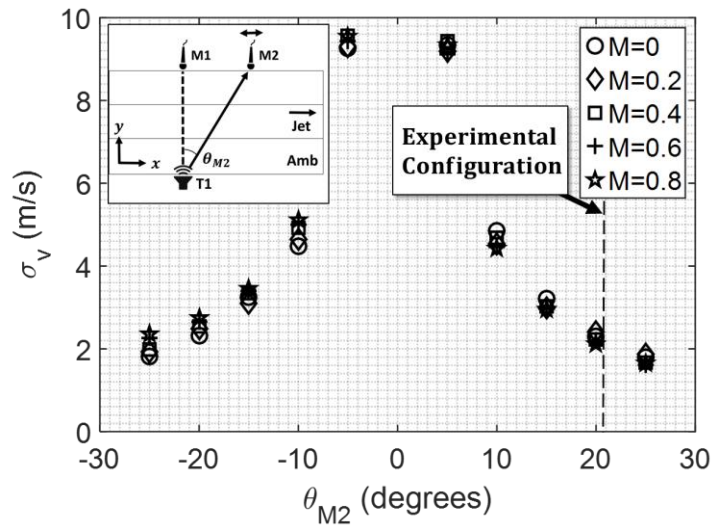 10
8
6
4
2
0
σv (m/s)
-30 -20 -10 0 10 20 30
θM2 (degrees)
M1 M2
Jet
y
x
θM2
Amb
T1
Experimental
Configuration
M=0
M=0.2
M=0.4
M=0.6
M=0.8